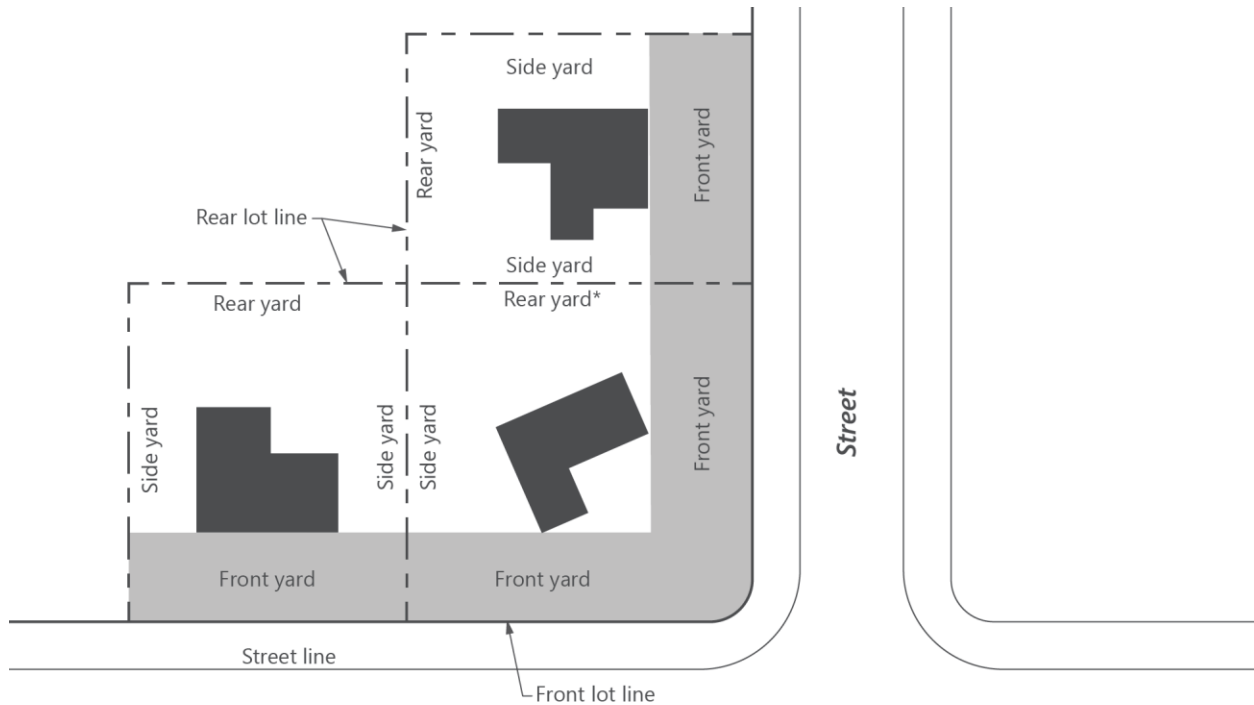 Side yard
Rear yard
Front yard
Rear lot line
Side yard
Rear yard
Rear yard*
Front yard
Side yard
Side yard
Side yard
Street
Front yard
Front yard
Street line
Front lot line